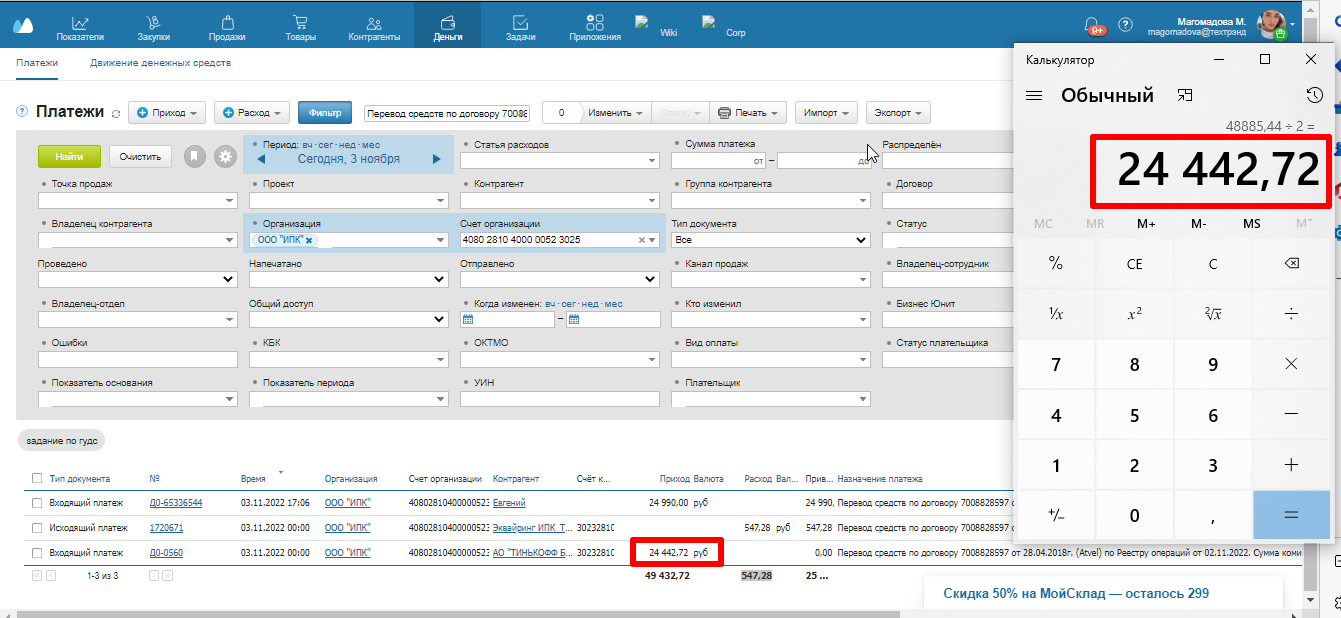 Показатели Закупки Продажи Товары Контрагенты Деньги Задачи Приложения Wiki Corp
9+ ? Магомадова М.
magomadova@техтрэнд
Платежи Движение денежных средств
? Платежи Приход Расход Фильтр Перевод средств по договору 70088 0 Изменить Статус Печать Импорт Экспорт
Найти Очистить
Период: вч · сег · нед · мес
Сегодня, 3 ноября
Статья расходов
Сумма платежа
от – до
Распределён
Точка продаж Проект Контрагент Группа контрагента Договор
Владелец контрагента Организация Счет организации Тип документа Статус
ООО "ИПК" × 4080 2810 4000 0052 3025 × Все
Проведено Напечатано Отправлено Канал продаж Владелец-сотрудник
Владелец-отдел Общий доступ Когда изменен: вч · сег · нед · мес Кто изменил Бизнес Юнит
–
Ошибки КБК ОКТМО Вид оплаты Статус плательщика
Показатель основания Показатель периода УИН Плательщик
задание по гудс
Тип документа № Время Организация Счет организации Контрагент Счёт к... Приход Валюта Расход Вал... Прив... Назначение платежа
Входящий платеж Д0-65336544 03.11.2022 17:06 ООО "ИПК" 40802810400000523 Евгений 24 990,00 руб 24 990, Перевод средств по договору 7008828597 
Исходящий платеж 1720671 03.11.2022 00:00 ООО "ИПК" 40802810400000523 Эквайринг ИПК_Т... 3023281С 547,28 руб 547,28 Перевод средств по договору 7008828597 
Входящий платеж Д0-0560 03.11.2022 00:00 ООО "ИПК" 40802810400000523 АО "ТИНЬКОФФ Б... 3023281С 24 442,72 руб 0,00 Перевод средств по договору 7008828597 от 28.04.2018г. (Atvel) по Реестру операций от 02.11.2022. Сумма коми
1-3 из 3 49 432,72 547,28 25 ...
Скидка 50% на МойСклад — осталось 299
Калькулятор
Обычный
48885,44 ÷ 2 =
24 442,72
MC MR M+ M- MS M˅
% CE C ⌫
¹/x x² ²√x ÷
7 8 9 ×
4 5 6 −
1 2 3 +
+/− 0 , =